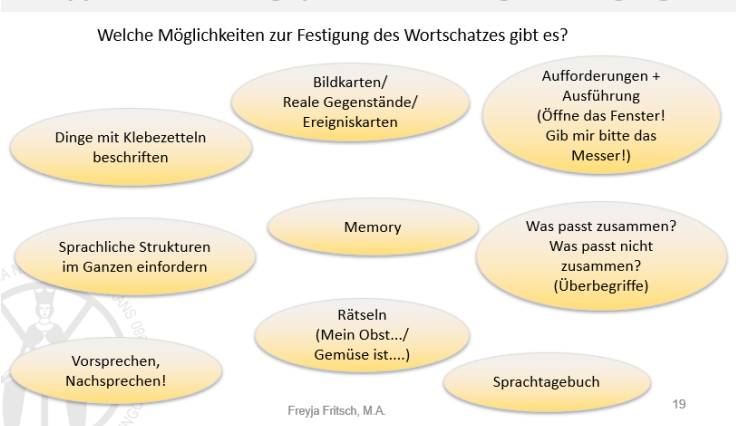 Welche Möglichkeiten zur Festigung des Wortschatzes gibt es?
Bildkarten/
Reale Gegenstände/
Ereigniskarten
Aufforderungen +
Ausführung
(Öffne das Fenster!
Gib mir bitte das
Messer!)
Dinge mit Klebezetteln
beschriften
Memory
Was passt zusammen?
Was passt nicht
zusammen?
(Überbegriffe)
Sprachliche Strukturen
im Ganzen einfordern
Rätseln
(Mein Obst.../
Gemüse ist....)
Vorsprechen,
Nachsprechen!
Sprachtagebuch
Freyja Fritsch, M.A.
19